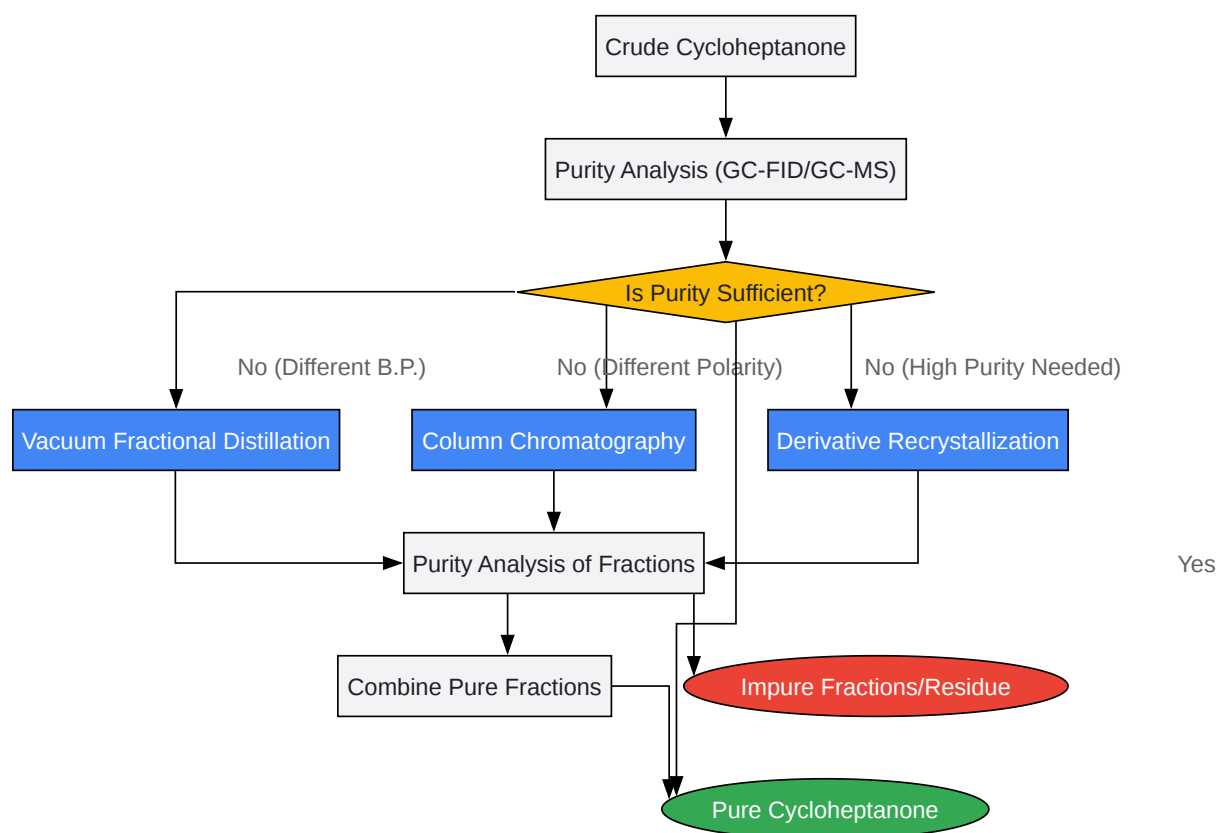 Crude Cycloheptanone
Purity Analysis (GC-FID/GC-MS)
Is Purity Sufficient?
No (Different B.P.)
No (Different Polarity)
No (High Purity Needed)
Vacuum Fractional Distillation
Column Chromatography
Derivative Recrystallization
Purity Analysis of Fractions
Yes
Combine Pure Fractions
Impure Fractions/Residue
Pure Cycloheptanone